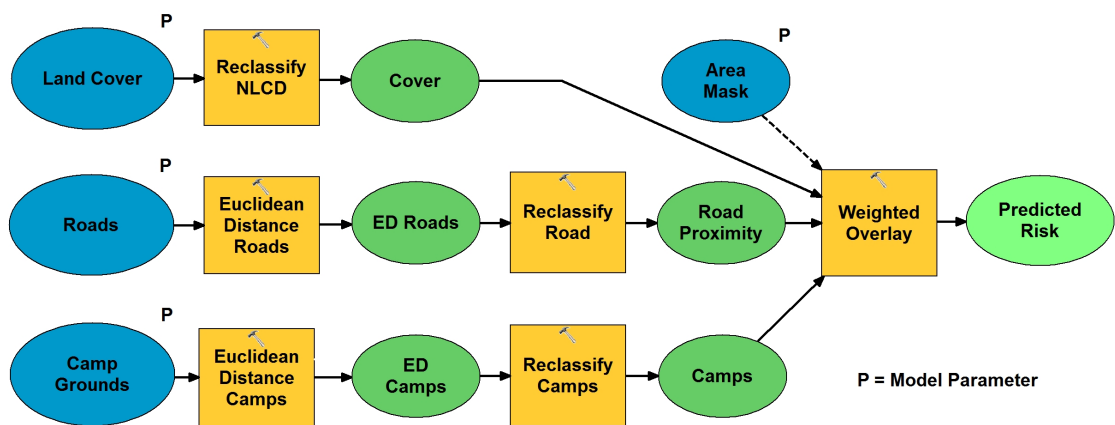 P
Land Cover
Reclassify
NLCD
Cover
P
Area
Mask
P
Roads
Euclidean
Distance
Roads
ED Roads
Reclassify
Road
Road
Proximity
Weighted
Overlay
Predicted
Risk
P
Camp
Grounds
Euclidean
Distance
Camps
ED
Camps
Reclassify
Camps
Camps
P = Model Parameter